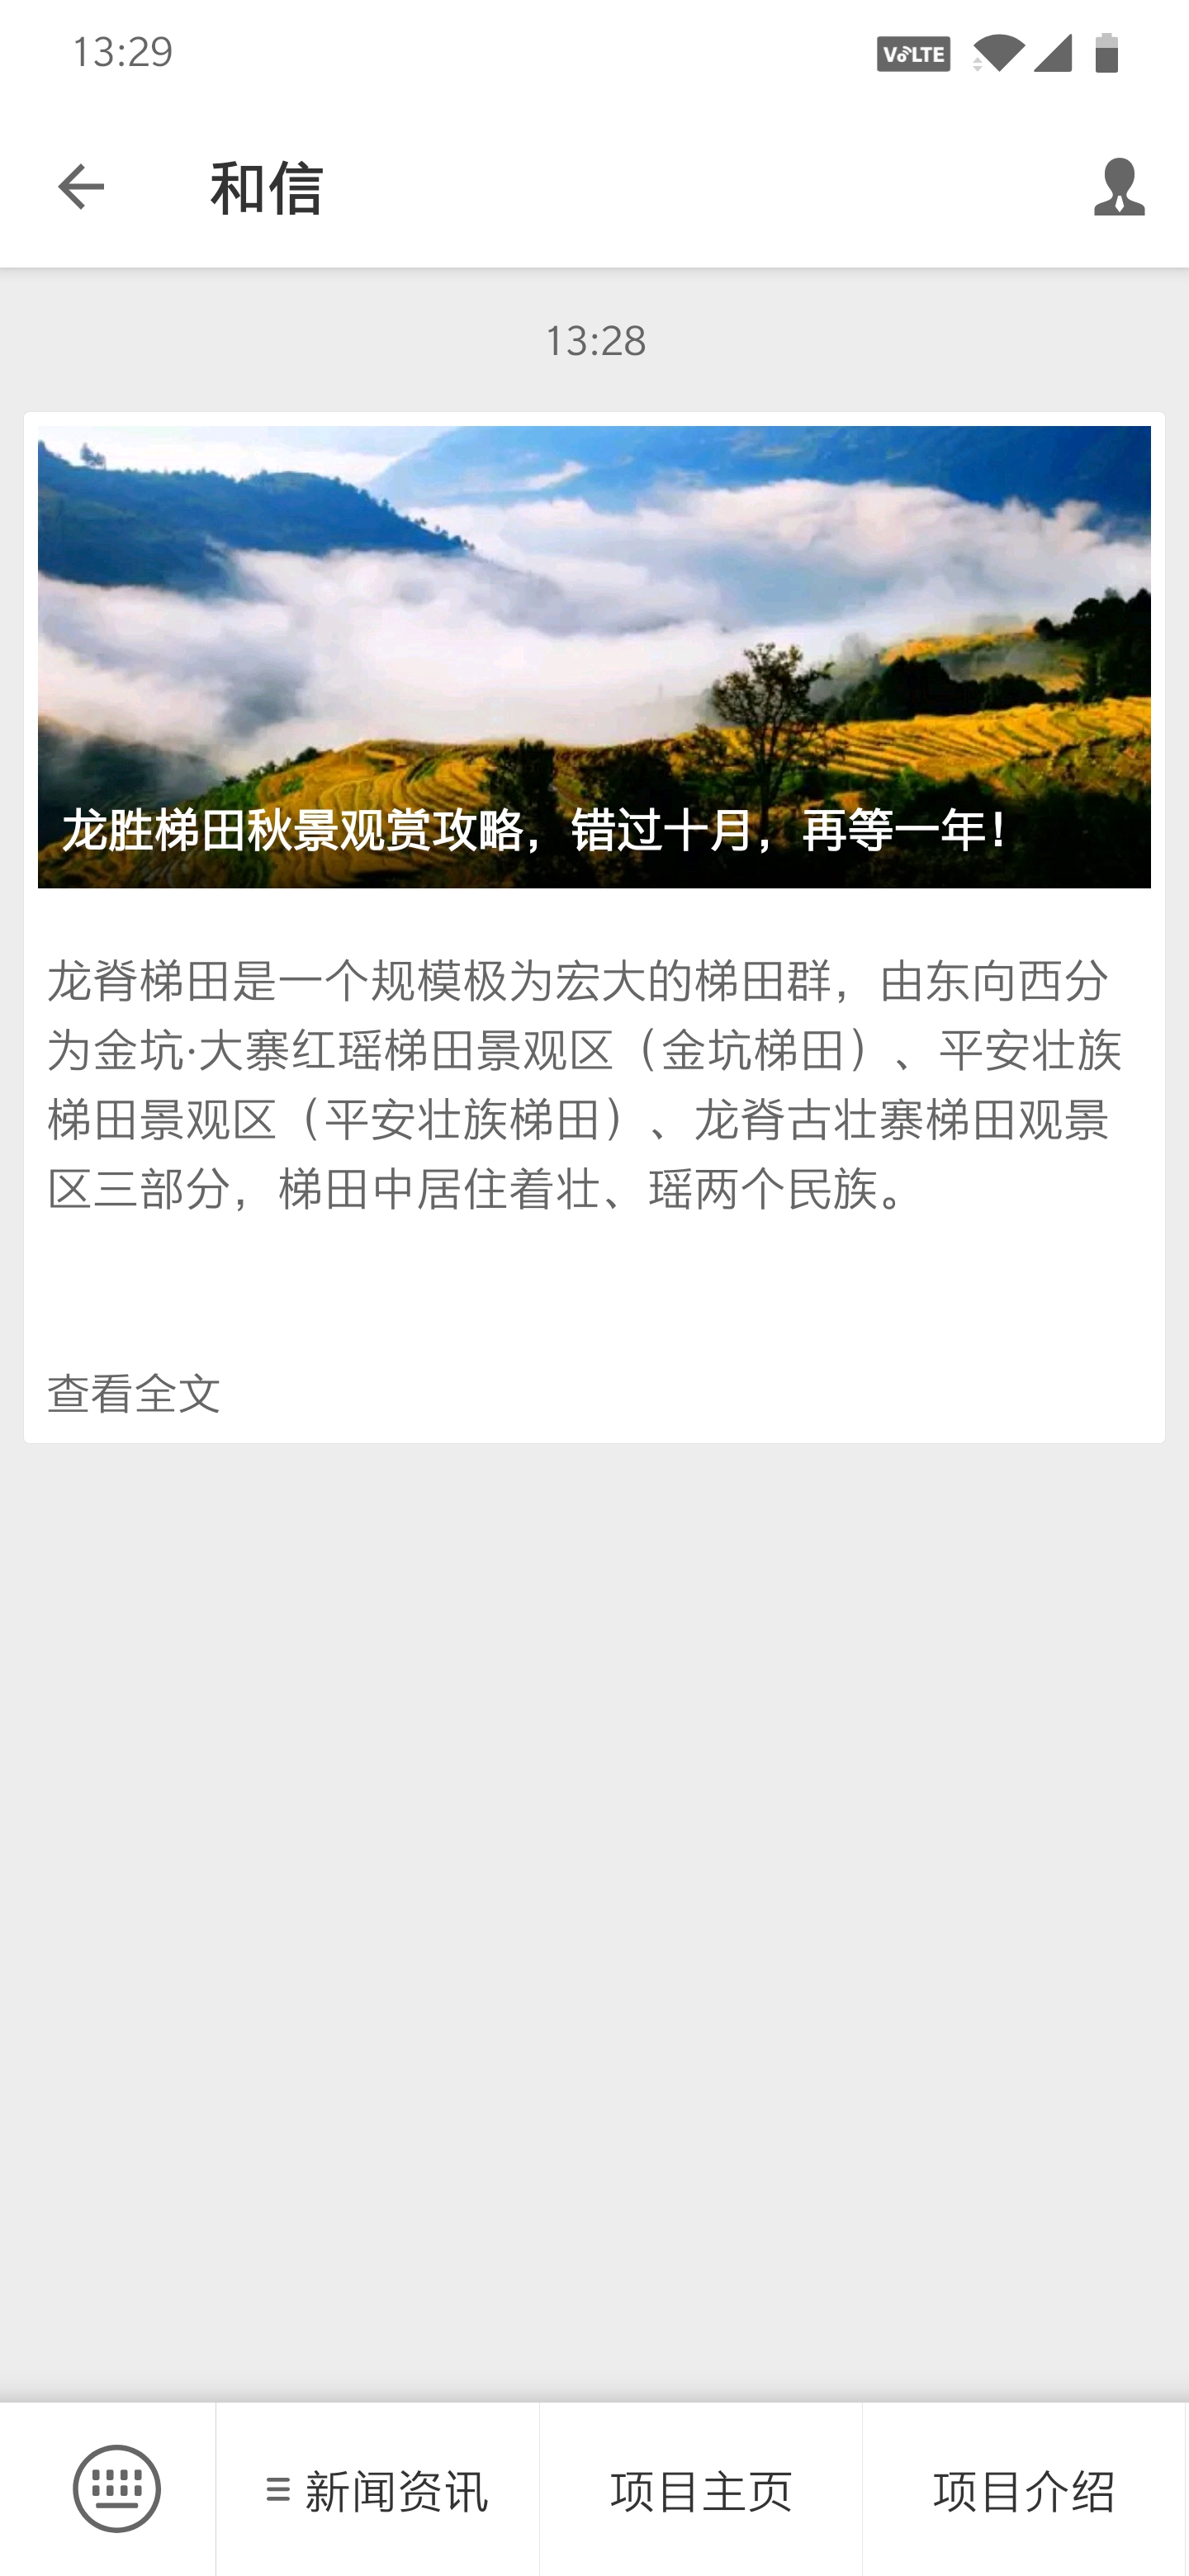 13:29
VoLTE
和信
13:28
龙胜梯田秋景观赏攻略，错过十月，再等一年！
龙脊梯田是一个规模极为宏大的梯田群，由东向西分
为金坑·大寨红瑶梯田景观区（金坑梯田）、平安壮族
梯田景观区（平安壮族梯田）、龙脊古壮寨梯田观景
区三部分，梯田中居住着壮、瑶两个民族。
查看全文
新闻资讯
项目主页
项目介绍